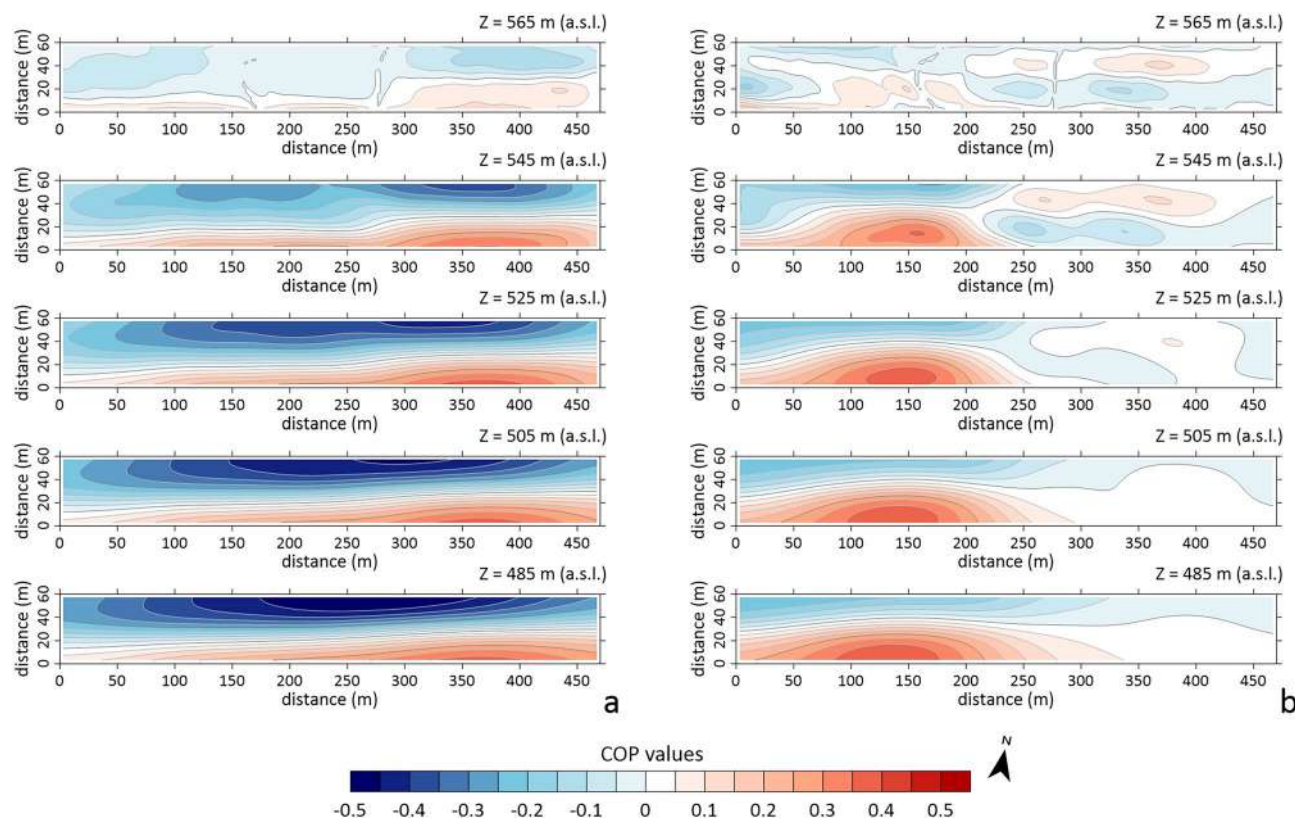 Z = 565 m (a.s.l.)
distance (m)
60
40
20
0
0 50 100 150 200 250 300 350 400 450
distance (m)
Z = 545 m (a.s.l.)
distance (m)
60
40
20
0
0 50 100 150 200 250 300 350 400 450
distance (m)
Z = 525 m (a.s.l.)
distance (m)
60
40
20
0
0 50 100 150 200 250 300 350 400 450
distance (m)
Z = 505 m (a.s.l.)
distance (m)
60
40
20
0
0 50 100 150 200 250 300 350 400 450
distance (m)
Z = 485 m (a.s.l.)
distance (m)
60
40
20
0
0 50 100 150 200 250 300 350 400 450
distance (m)
a
Z = 565 m (a.s.l.)
distance (m)
60
40
20
0
0 50 100 150 200 250 300 350 400 450
distance (m)
Z = 545 m (a.s.l.)
distance (m)
60
40
20
0
0 50 100 150 200 250 300 350 400 450
distance (m)
Z = 525 m (a.s.l.)
distance (m)
60
40
20
0
0 50 100 150 200 250 300 350 400 450
distance (m)
Z = 505 m (a.s.l.)
distance (m)
60
40
20
0
0 50 100 150 200 250 300 350 400 450
distance (m)
Z = 485 m (a.s.l.)
distance (m)
60
40
20
0
0 50 100 150 200 250 300 350 400 450
distance (m)
b
COP values
N
-0.5 -0.4 -0.3 -0.2 -0.1 0 0.1 0.2 0.3 0.4 0.5